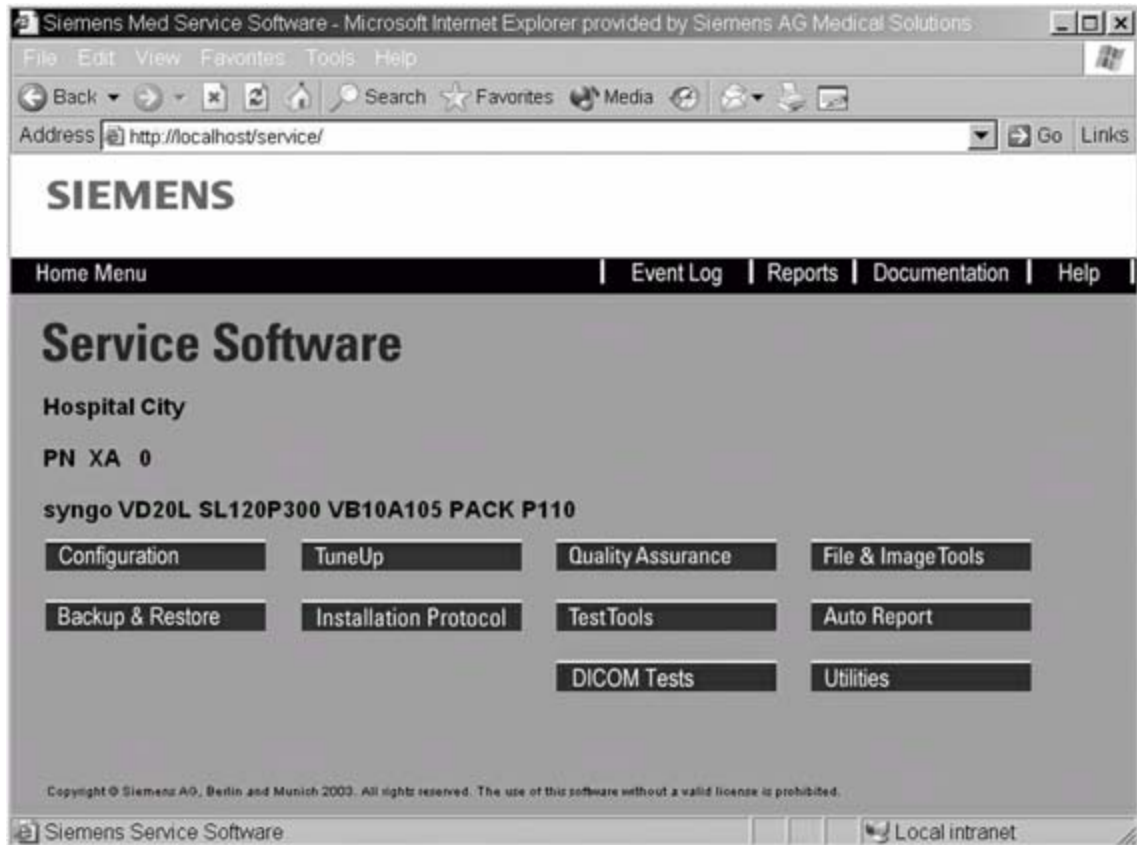 Siemens Med Service Software - Microsoft Internet Explorer provided by Siemens AG Medical Solutions
File Edit View Favorites Tools Help
Back Search Favorites Media
Address http://localhost/service/ Go Links
SIEMENS
Home Menu Event Log Reports Documentation Help
Service Software
Hospital City
PN XA 0
syngo VD20L SL120P300 VB10A105 PACK P110
Configuration TuneUp Quality Assurance File & Image Tools
Backup & Restore Installation Protocol Test Tools Auto Report
DICOM Tests Utilities
Copyright © Siemens AG, Berlin and Munich 2003. All rights reserved. The use of this software without a valid license is prohibited.
Siemens Service Software Local intranet